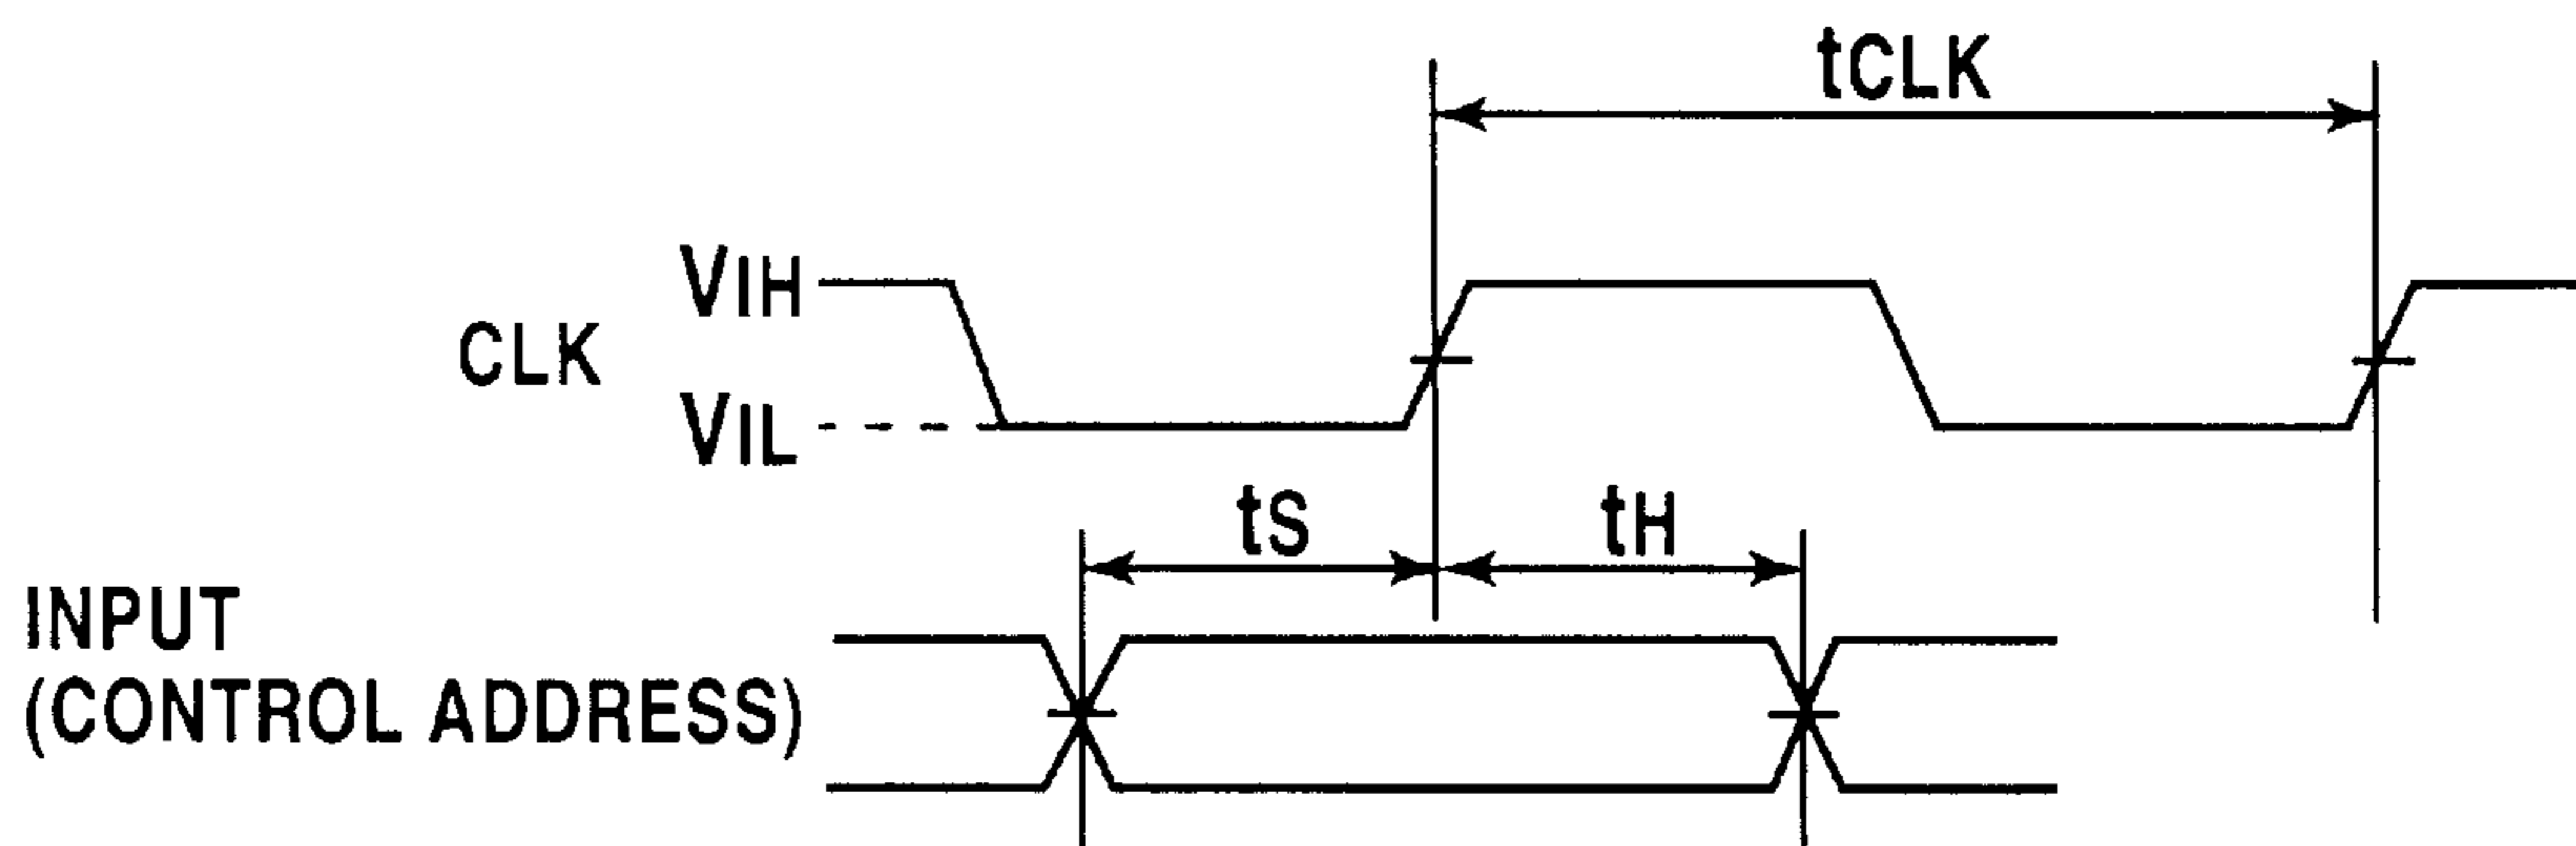 tCLK
VIH
CLK
VIL
tS
tH
INPUT
(CONTROL ADDRESS)